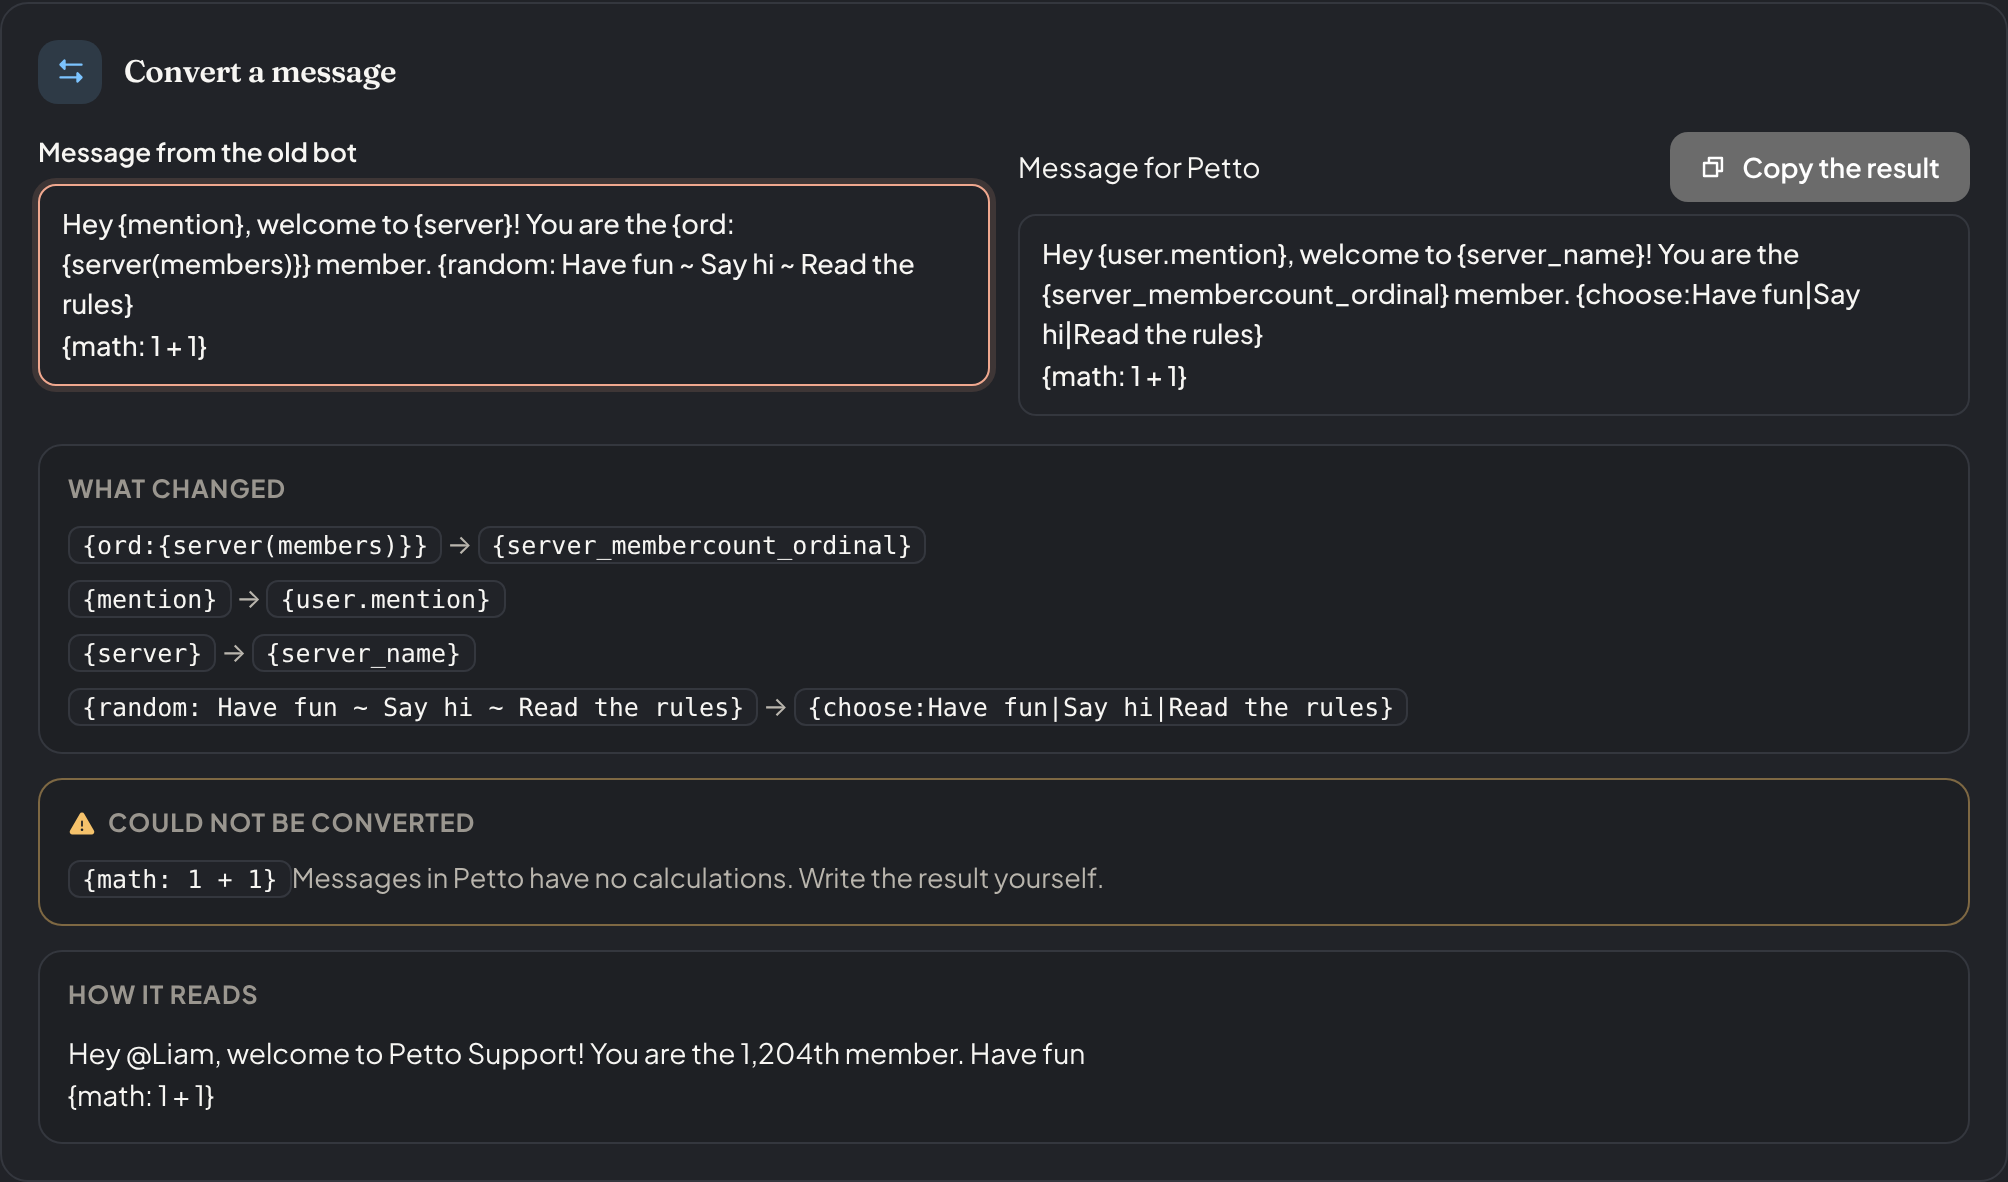 Convert a message
Message from the old bot
Hey {mention}, welcome to {server}! You are the {ord:
{server(members)}} member. {random: Have fun ~ Say hi ~ Read the
rules}
{math: 1 + 1}
Message for Petto
Copy the result
Hey {user.mention}, welcome to {server_name}! You are the
{server_membercount_ordinal} member. {choose:Have fun|Say
hi|Read the rules}
{math: 1 + 1}
WHAT CHANGED
{ord:{server(members)}} → {server_membercount_ordinal}
{mention} → {user.mention}
{server} → {server_name}
{random: Have fun ~ Say hi ~ Read the rules} → {choose:Have fun|Say hi|Read the rules}
COULD NOT BE CONVERTED
{math: 1 + 1} Messages in Petto have no calculations. Write the result yourself.
HOW IT READS
Hey @Liam, welcome to Petto Support! You are the 1,204th member. Have fun
{math: 1 + 1}